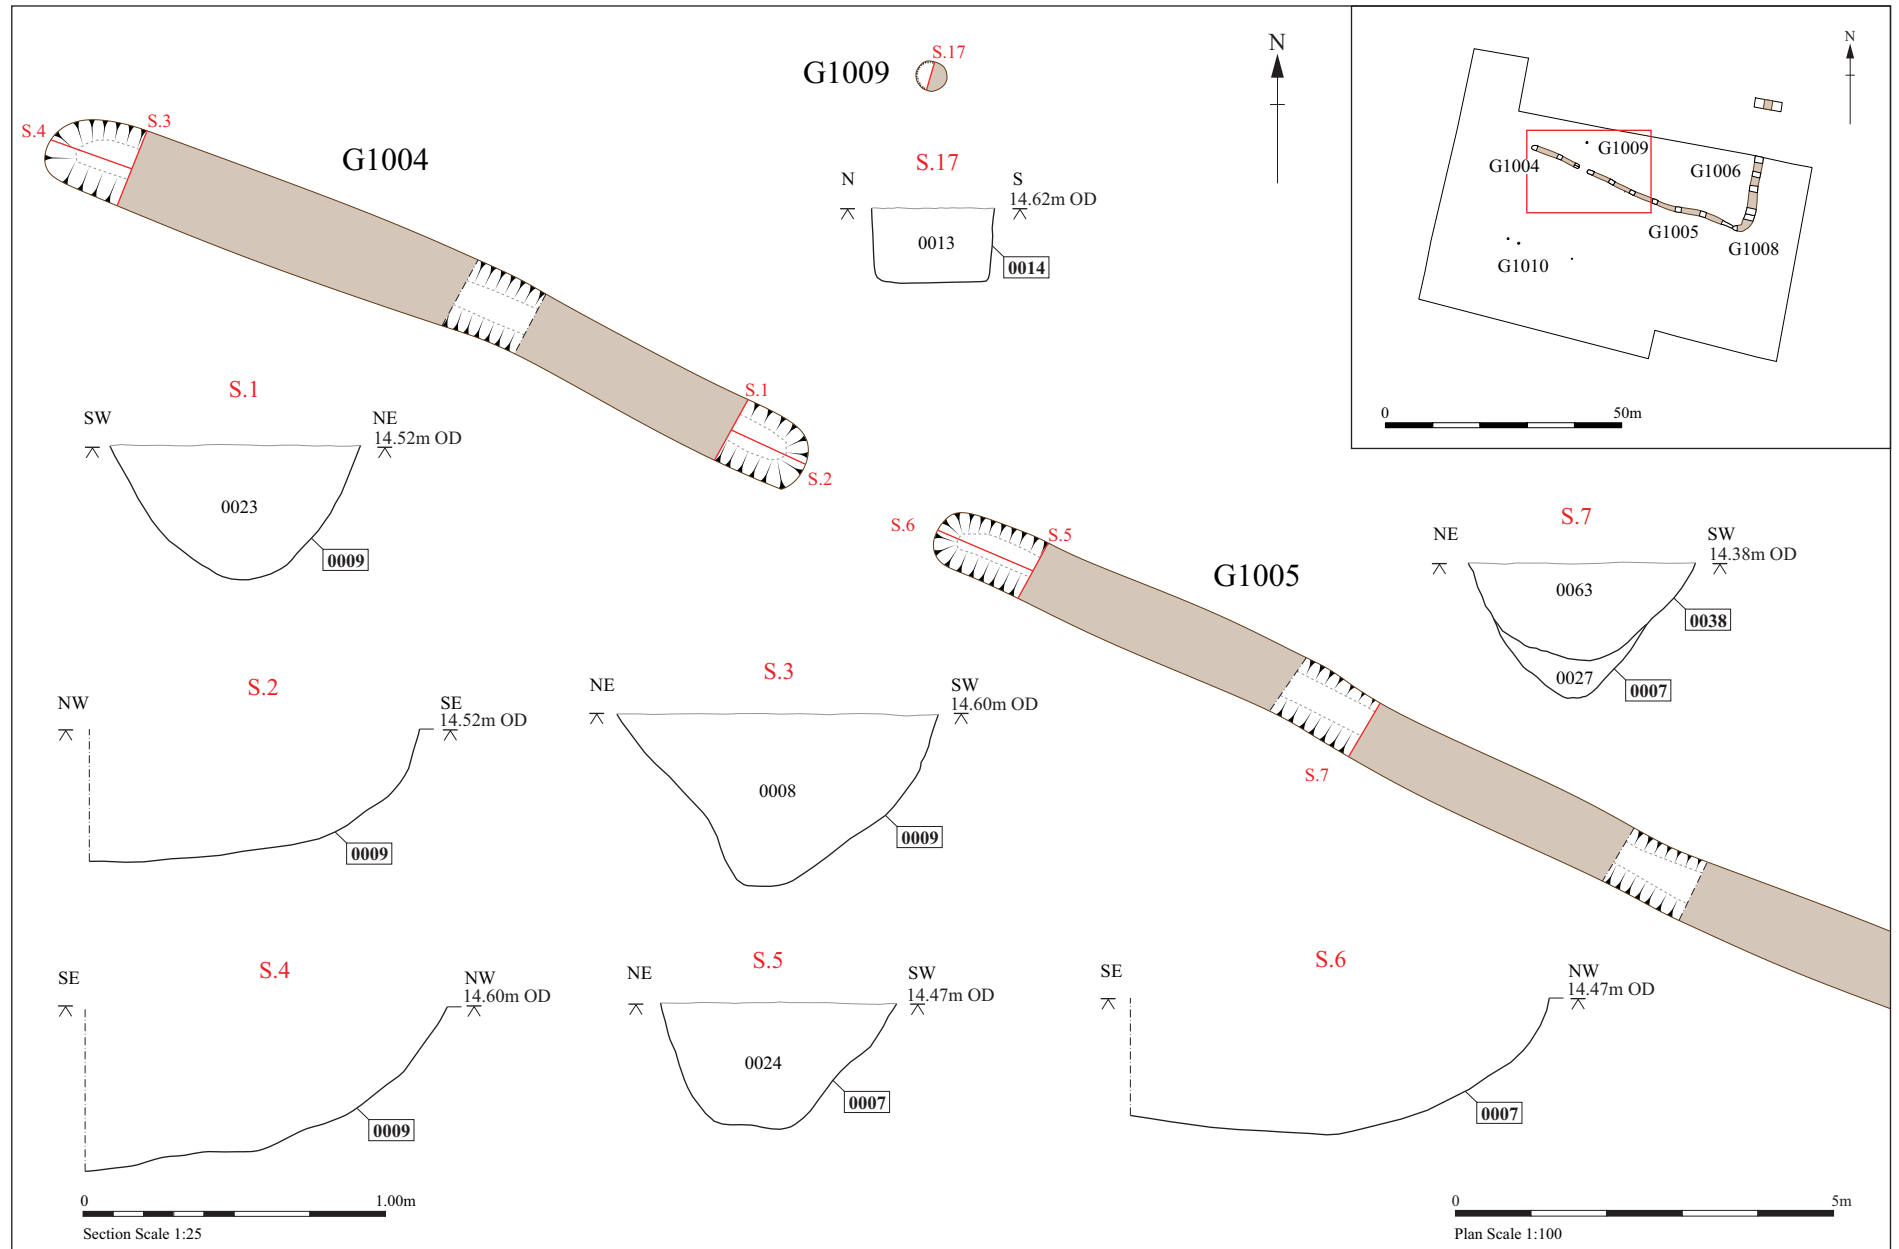 G1009
S.17
N
S.4
S.3
G1004
S.17
N
S
14.62m OD
0013
0014
N
G1004
G1009
G1006
G1005
G1008
G1010
0
50m
S.1
S.2
S.1
SW
NE
14.52m OD
0023
0009
S.6
S.5
G1005
S.7
S.7
NE
SW
14.38m OD
0063
0038
0027
0007
S.2
NW
SE
14.52m OD
0009
S.3
NE
SW
14.60m OD
0008
0009
S.4
SE
NW
14.60m OD
0009
S.5
NE
SW
14.47m OD
0024
0007
S.6
SE
NW
14.47m OD
0007
0
1.00m
Section Scale 1:25
0
5m
Plan Scale 1:100